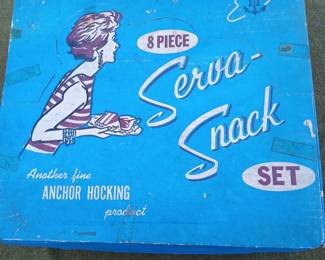 8 PIECE
Serva-
Snack
SET
Another fine
ANCHOR HOCKING
product